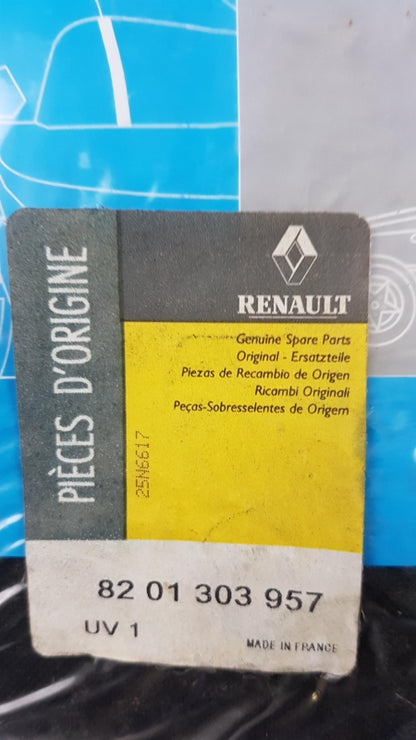 PIÈCES D'ORIGINE
RENAULT
Genuine Spare Parts
Original - Ersatzteile
Piezas de Recambio de Origen
Ricambi Originali
Peças-Sobresselentes de Origem
25N6617
82 01 303 957
UV 1
MADE IN FRANCE